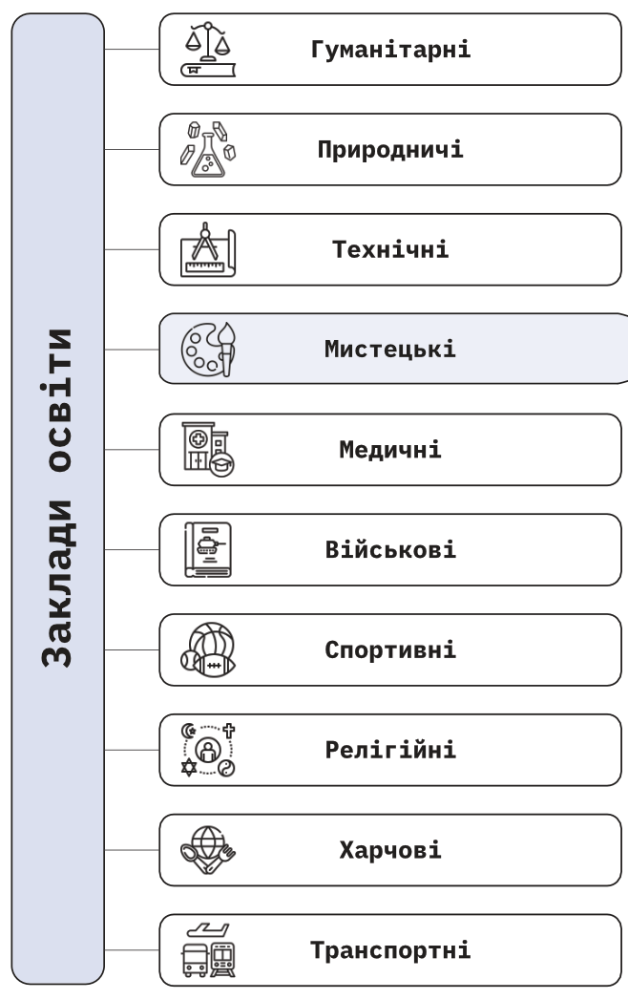 Заклади освіти
Гуманітарні
Природничі
Технічні
Мистецькі
Медичні
Військові
Спортивні
Релігійні
Харчові
Транспортні